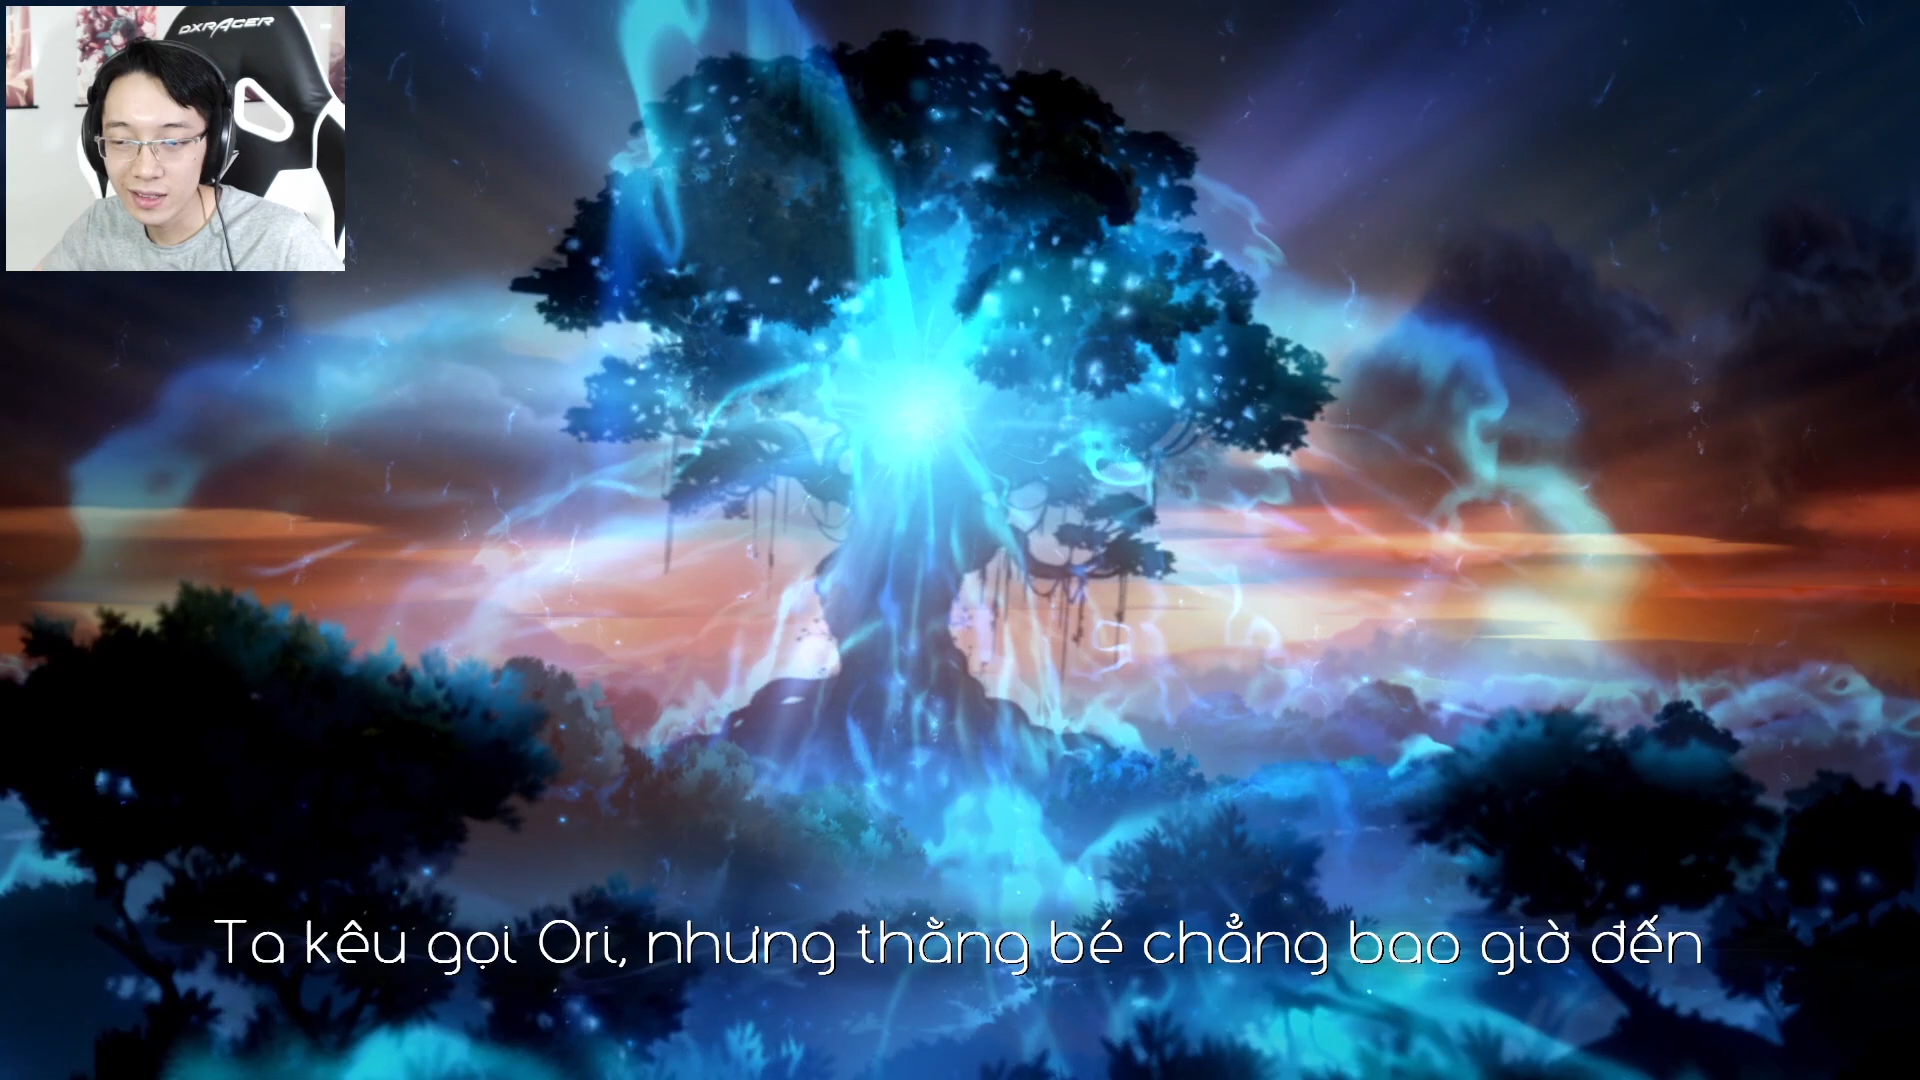 DXRACER
Ta kêu gọi Ori, nhưng thằng bé chẳng bao giờ đến